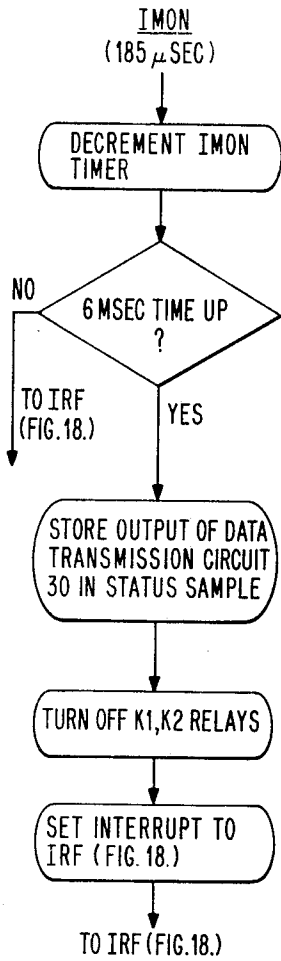 IMON
(185 μSEC)
DECREMENT IMON
TIMER
6 MSEC TIME UP
?
NO
TO IRF
(FIG.18.)
YES
STORE OUTPUT OF DATA
TRANSMISSION CIRCUIT
30 IN STATUS SAMPLE
TURN OFF K1,K2 RELAYS
SET INTERRUPT TO
IRF (FIG.18.)
TO IRF(FIG.18.)